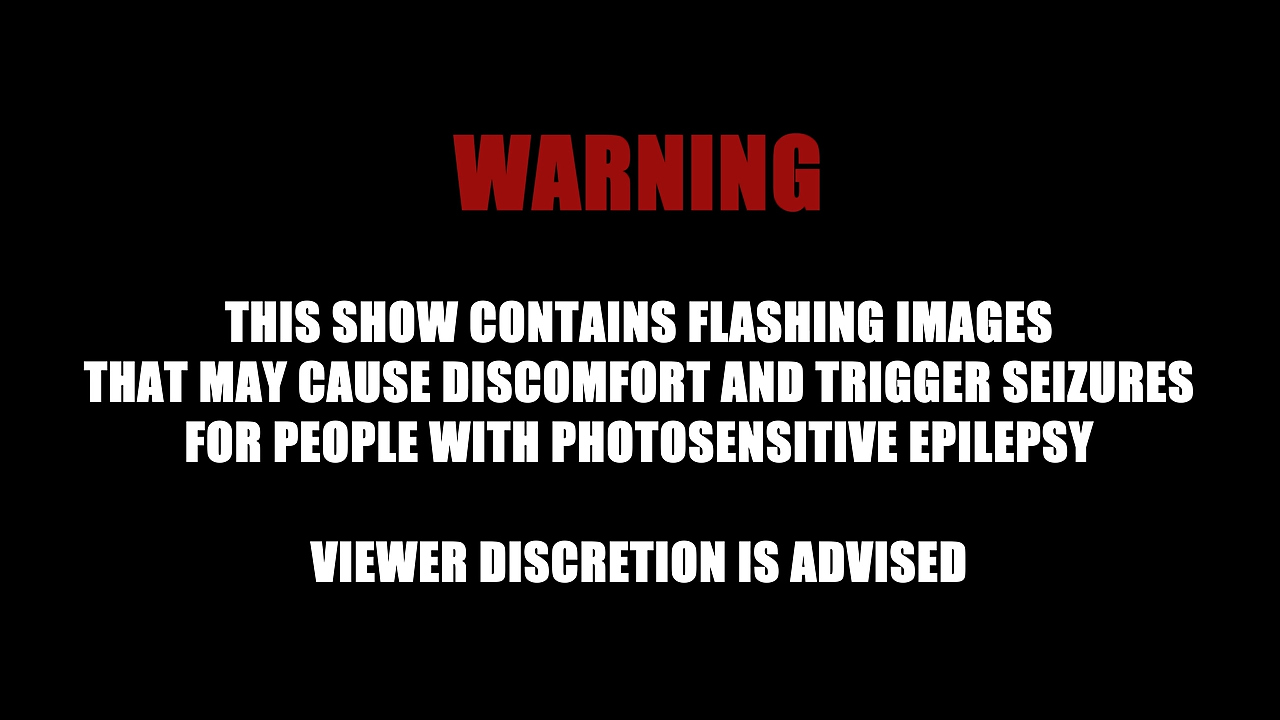 WARNING
THIS SHOW CONTAINS FLASHING IMAGES
THAT MAY CAUSE DISCOMFORT AND TRIGGER SEIZURES
FOR PEOPLE WITH PHOTOSENSITIVE EPILEPSY
VIEWER DISCRETION IS ADVISED